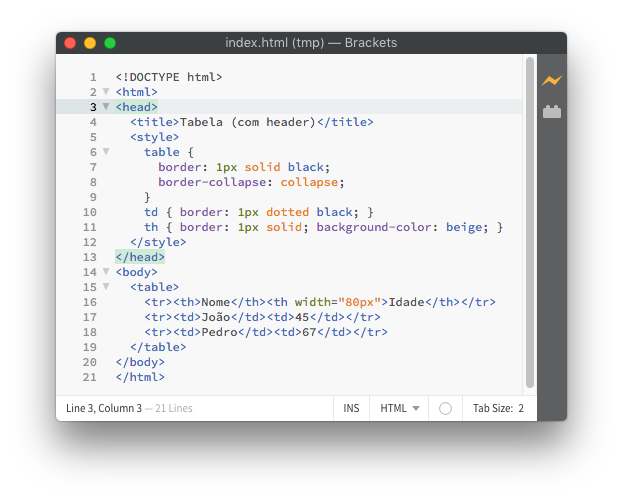 index.html (tmp) — Brackets
1 <!DOCTYPE html>
2 <html>
3 <head>
4 <title>Tabela (com header)</title>
5 <style>
6 table {
7 border: 1px solid black;
8 border-collapse: collapse;
9 }
10 td { border: 1px dotted black; }
11 th { border: 1px solid; background-color: beige; }
12 </style>
13 </head>
14 <body>
15 <table>
16 <tr><th>Nome</th><th width="80px">Idade</th></tr>
17 <tr><td>João</td><td>45</td></tr>
18 <tr><td>Pedro</td><td>67</td></tr>
19 </table>
20 </body>
21 </html>
Line 3, Column 3 — 21 Lines INS HTML Tab Size: 2